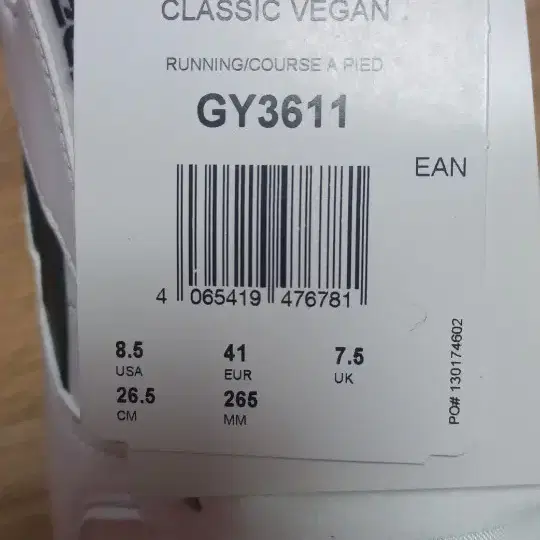 CLASSIC VEGAN
RUNNING/COURSE A PIED
GY3611
EAN
4 065419 476781
8.5 41 7.5
USA EUR UK
26.5 265
CM MM
PO# 130174602